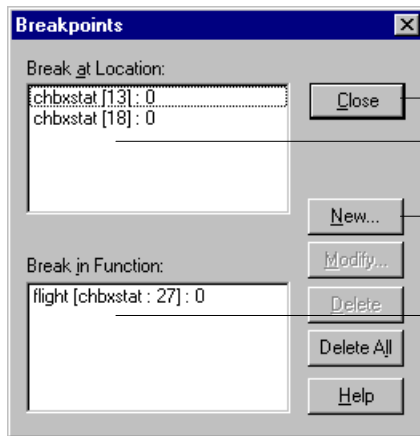 Breakpoints
Break at Location:
chbxstat [13] : 0
chbxstat [18] : 0
Close
New...
Modify...
Break in Function:
flight [chbxstat : 27] : 0
Delete
Delete All
Help